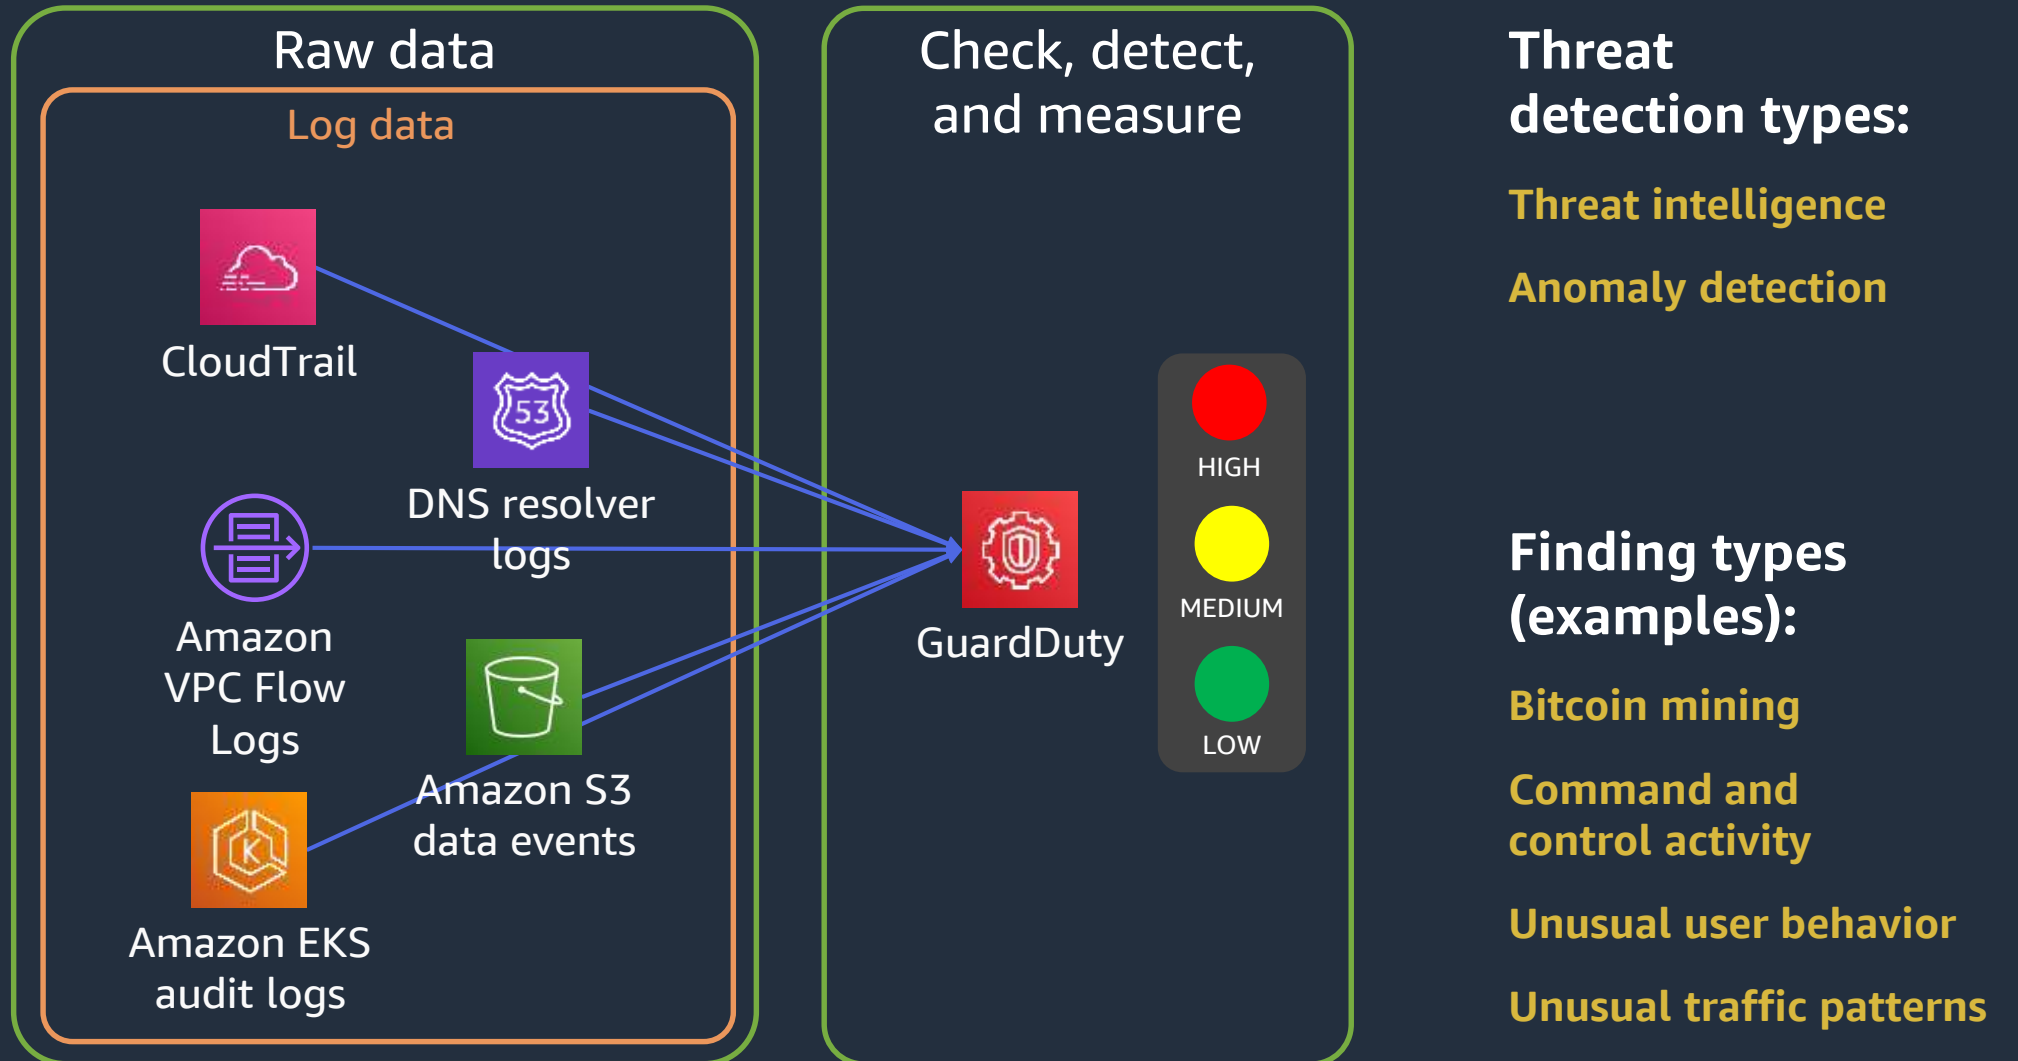 Raw data
Log data
CloudTrail
53
DNS resolver
logs
Amazon
VPC Flow
Logs
Amazon S3
data events
K
Amazon EKS
audit logs
Check, detect,
and measure
GuardDuty
HIGH
MEDIUM
LOW
Threat
detection types:
Threat intelligence
Anomaly detection
Finding types
(examples):
Bitcoin mining
Command and
control activity
Unusual user behavior
Unusual traffic patterns